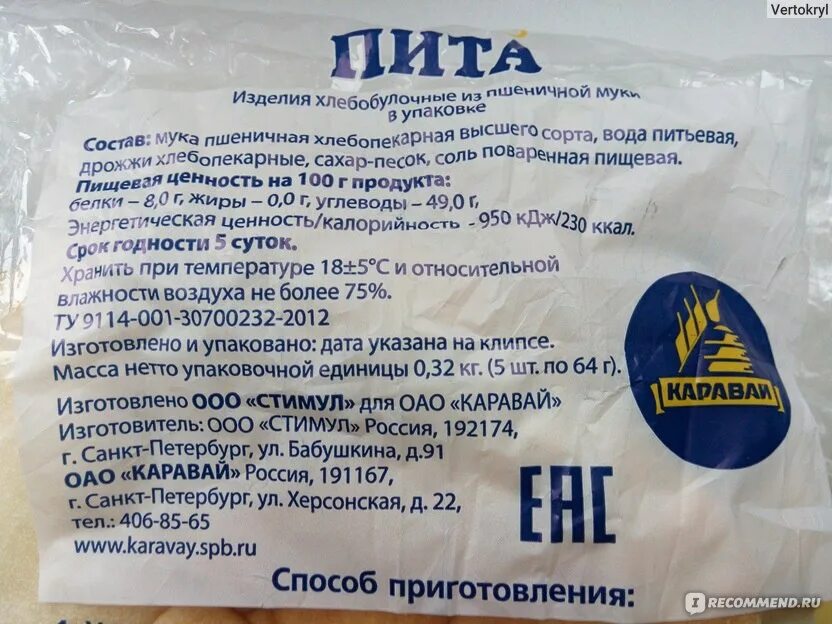 Vertokryl
ПИТА
Изделия хлебобулочные из пшеничной муки
в упаковке
Состав: мука пшеничная хлебопекарная высшего сорта, вода питьевая,
дрожжи хлебопекарные, сахар-песок, соль поваренная пищевая.
Пищевая ценность на 100 г продукта:
белки – 8,0 г, жиры – 0,0 г, углеводы – 49,0 г,
Энергетическая ценность/калорийность - 950 кДж/230 ккал.
Срок годности 5 суток.
Хранить при температуре 18±5°С и относительной
влажности воздуха не более 75%.
ТУ 9114-001-30700232-2012
Изготовлено и упаковано: дата указана на клипсе.
Масса нетто упаковочной единицы 0,32 кг. (5 шт. по 64 г).
КАРАВАЙ
Изготовлено ООО «СТИМУЛ» для ОАО «КАРАВАЙ»
Изготовитель: ООО «СТИМУЛ» Россия, 192174,
г. Санкт-Петербург, ул. Бабушкина, д.91
ОАО «КАРАВАЙ» Россия, 191167,
г. Санкт-Петербург, ул. Херсонская, д. 22,
тел.: 406-85-65
www.karavay.spb.ru
ЕАС
Способ приготовления:
I RECOMMEND.RU